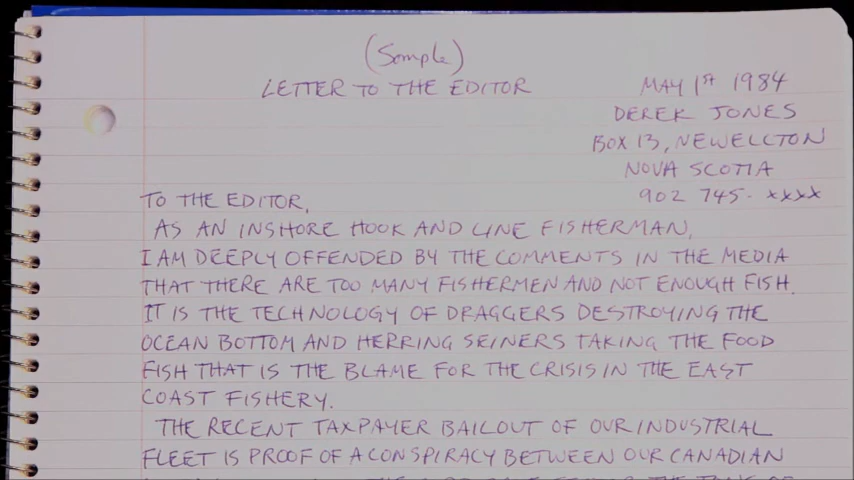 (Sample)
LETTER TO THE EDITOR
MAY 1ST 1984
DEREK JONES
BOX 13, NEWELLTON
NOVA SCOTIA
902 745-xxxx
TO THE EDITOR,
AS AN INSHORE HOOK AND LINE FISHERMAN,
I AM DEEPLY OFFENDED BY THE COMMENTS IN THE MEDIA
THAT THERE ARE TOO MANY FISHERMEN AND NOT ENOUGH FISH.
IT IS THE TECHNOLOGY OF DRAGGERS DESTROYING THE
OCEAN BOTTOM AND HERRING SEINERS TAKING THE FOOD
FISH THAT IS THE BLAME FOR THE CRISIS IN THE EAST
COAST FISHERY.
THE RECENT TAXPAYER BAILOUT OF OUR INDUSTRIAL
FLEET IS PROOF OF A CONSPIRACY BETWEEN OUR CANADIAN